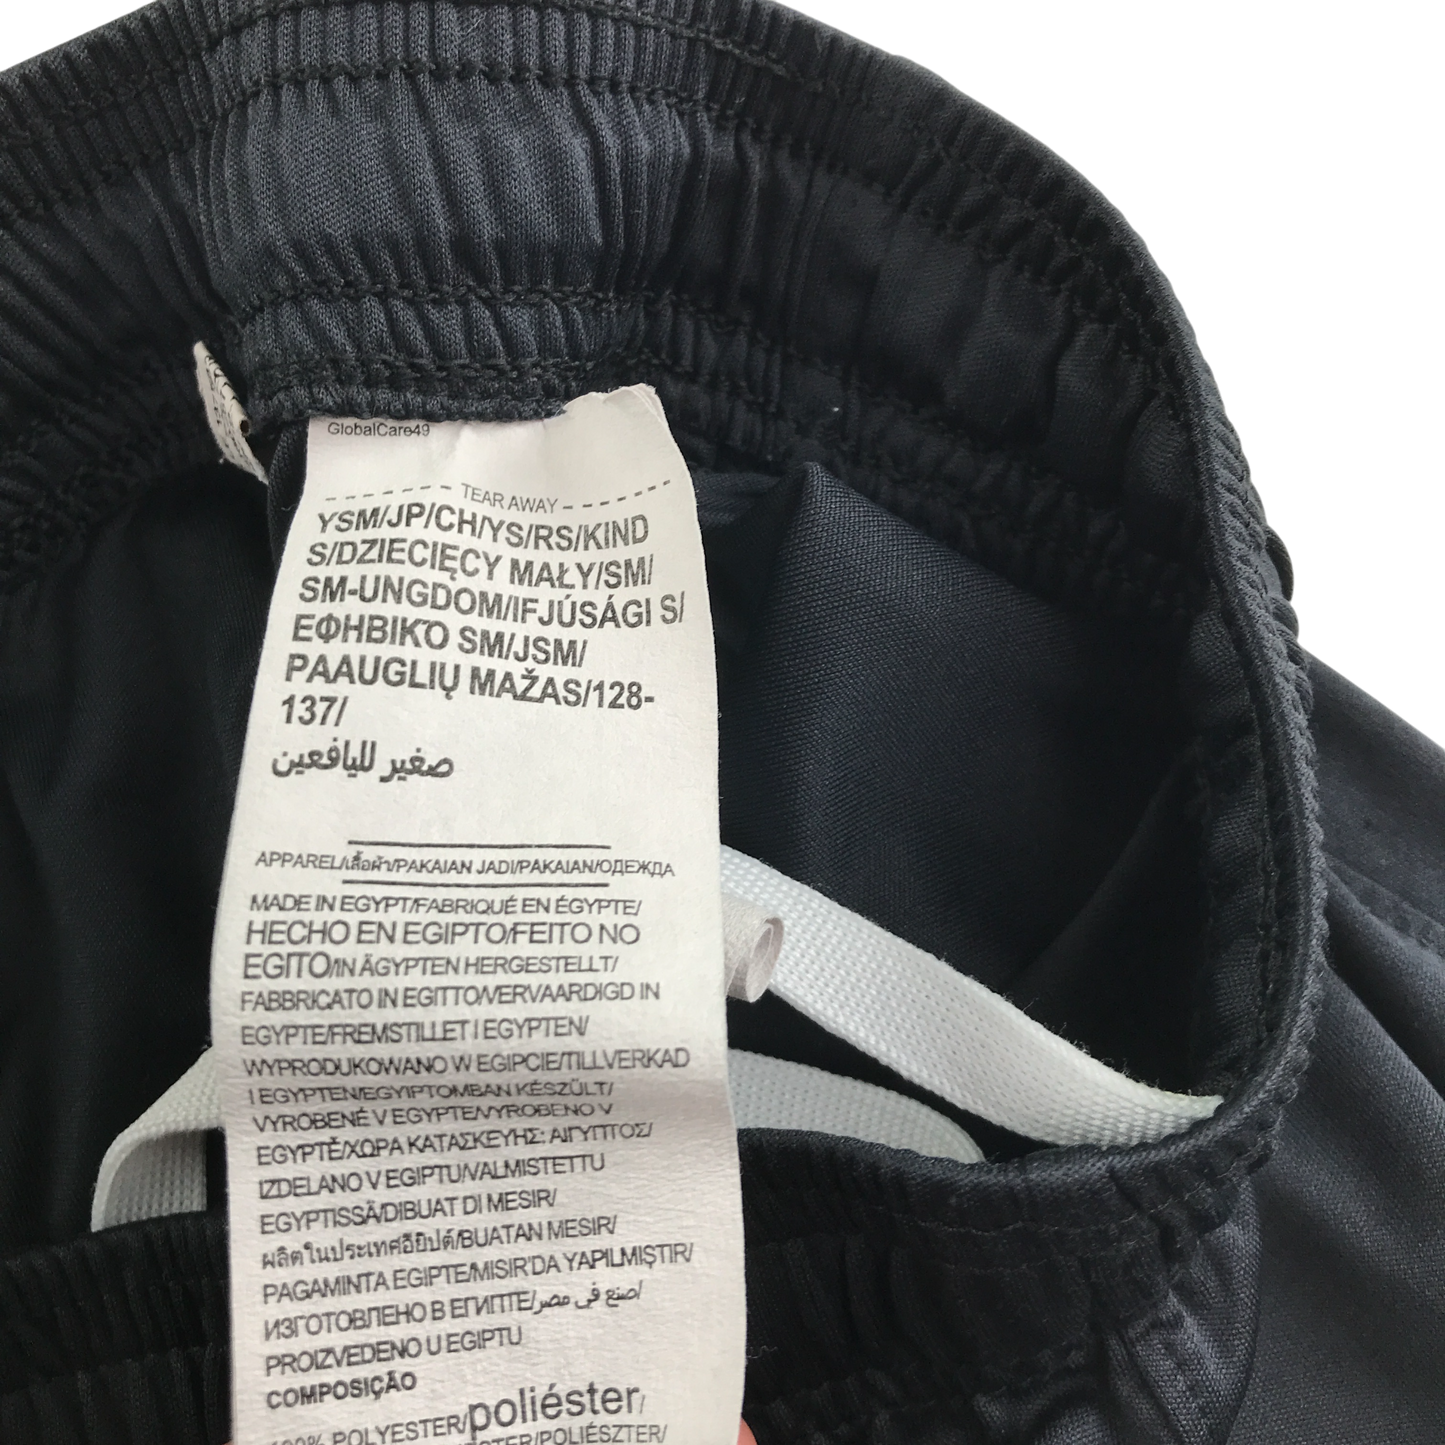 GlobalCare49
TEAR AWAY
YSM/JP/CH/YS/RS/KIND
S/DZIECIĘCY MAŁY/SM/
SM-UNGDOM/IFJÚSÁGI S/
ΕΦΗΒΙΚΌ SM/JSM/
PAAUGLIŲ MAŽAS/128-
137/
صغير لليافعين
APPAREL/เสื้อผ้า/PAKAIAN JADI/PAKAIAN/ОДЕЖДА
MADE IN EGYPT/FABRIQUÉ EN ÉGYPTE/
HECHO EN EGIPTO/FEITO NO
EGITO/IN ÄGYPTEN HERGESTELLT/
FABBRICATO IN EGITTO/VERVAARDIGD IN
EGYPTE/FREMSTILLET I EGYPTEN/
WYPRODUKOWANO W EGIPCIE/TILLVERKAD
I EGYPTEN/EGYIPTOMBAN KÉSZÜLT/
VYROBENÉ V EGYPTE/VYROBENO V
EGYPTĚ/ΧΩΡΑ ΚΑΤΑΣΚΕΥΗΣ: ΑΙΓΥΠΤΟΣ/
IZDELANO V EGIPTU/VALMISTETTU
EGYPTISSÄ/DIBUAT DI MESIR/
ผลิตในประเทศอียิปต์/BUATAN MESIR/
PAGAMINTA EGIPTE/MISIR'DA YAPILMIŞTIR/
ИЗГОТОВЛЕНО В ЕГИПТЕ/صنع في مصر/
PROIZVEDENO U EGIPTU
COMPOSIÇÃO
100% POLYESTER/poliéster/
/POLIÉSZTER/